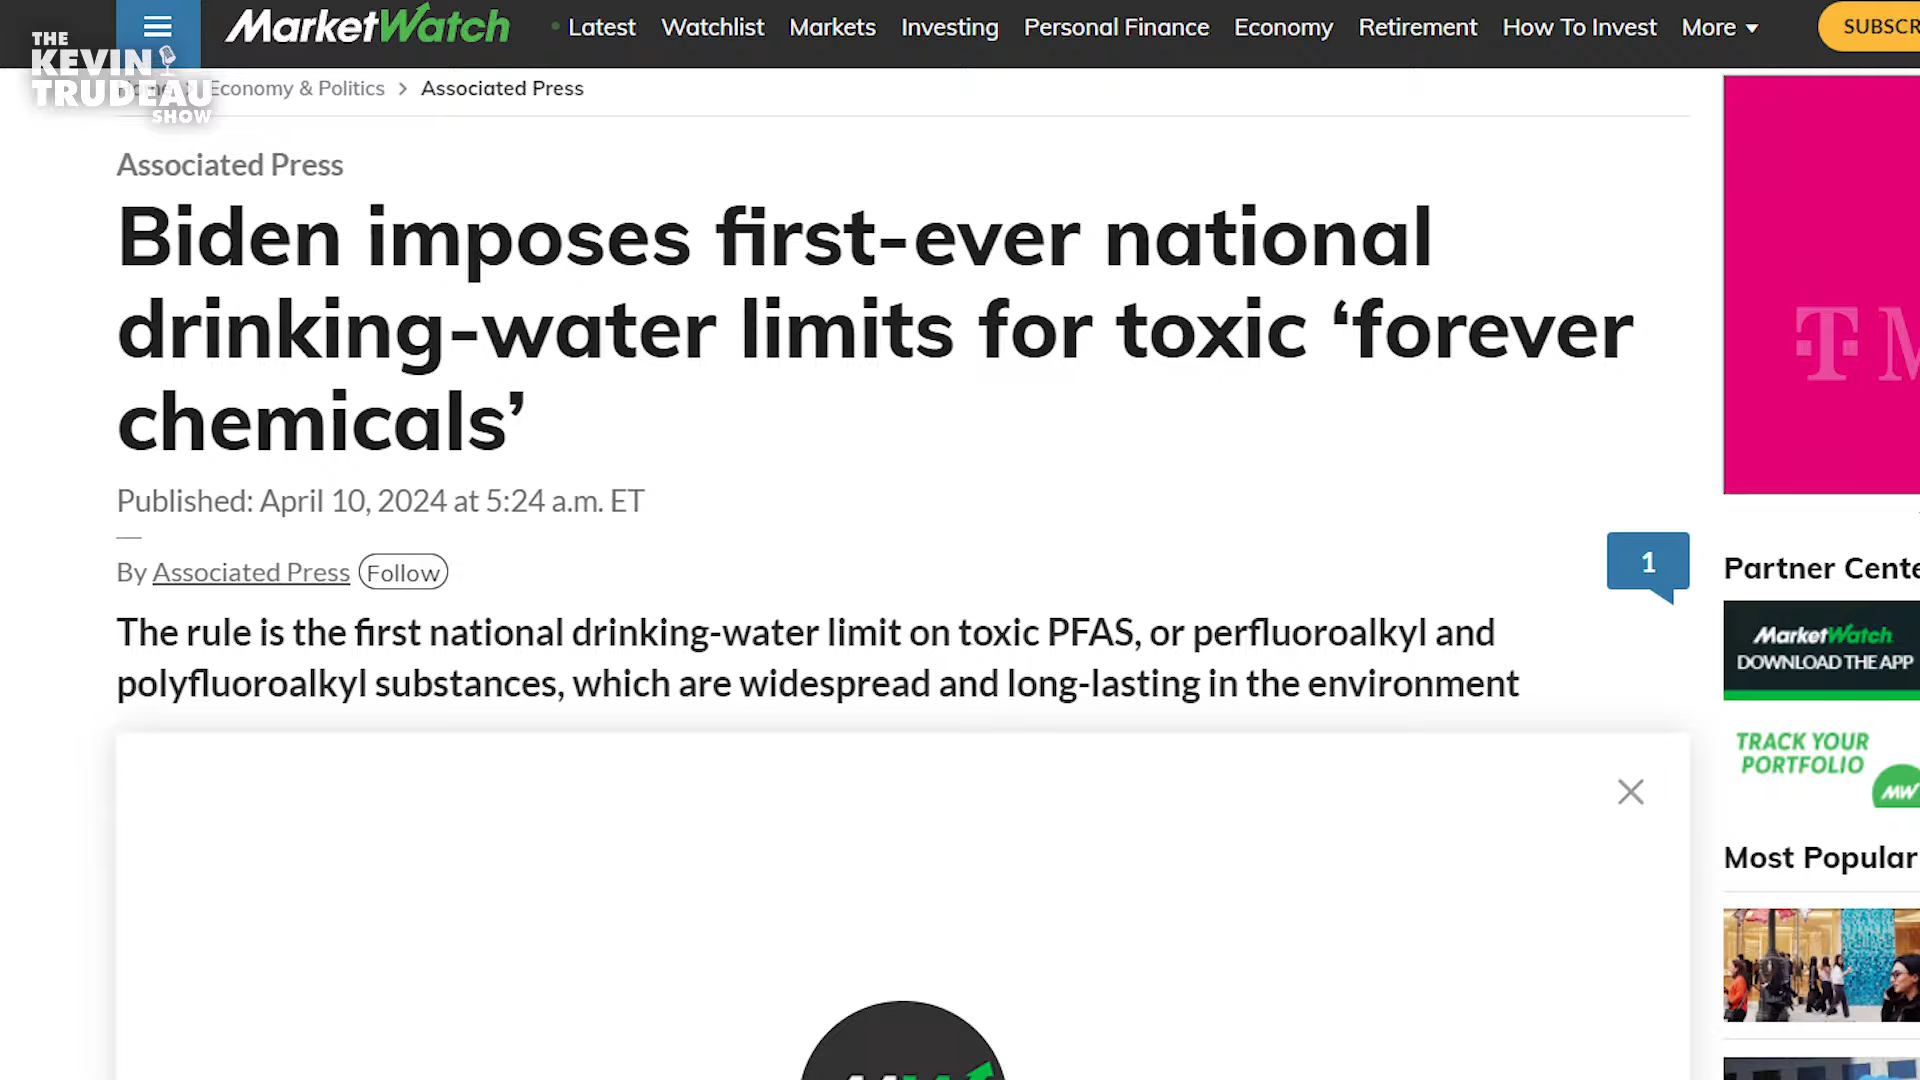 MarketWatch
Latest Watchlist Markets Investing Personal Finance Economy Retirement How To Invest More
THE
KEVIN
TRUDEAU
SHOW
Economy & Politics > Associated Press
Associated Press
Biden imposes first-ever national
drinking-water limits for toxic ‘forever
chemicals’
Published: April 10, 2024 at 5:24 a.m. ET
By Associated Press Follow
1
The rule is the first national drinking-water limit on toxic PFAS, or perfluoroalkyl and
polyfluoroalkyl substances, which are widespread and long-lasting in the environment
T
Partner
MarketWatch
DOWNLOAD THE APP
TRACK YOUR
PORTFOLIO
MW
Most Popular